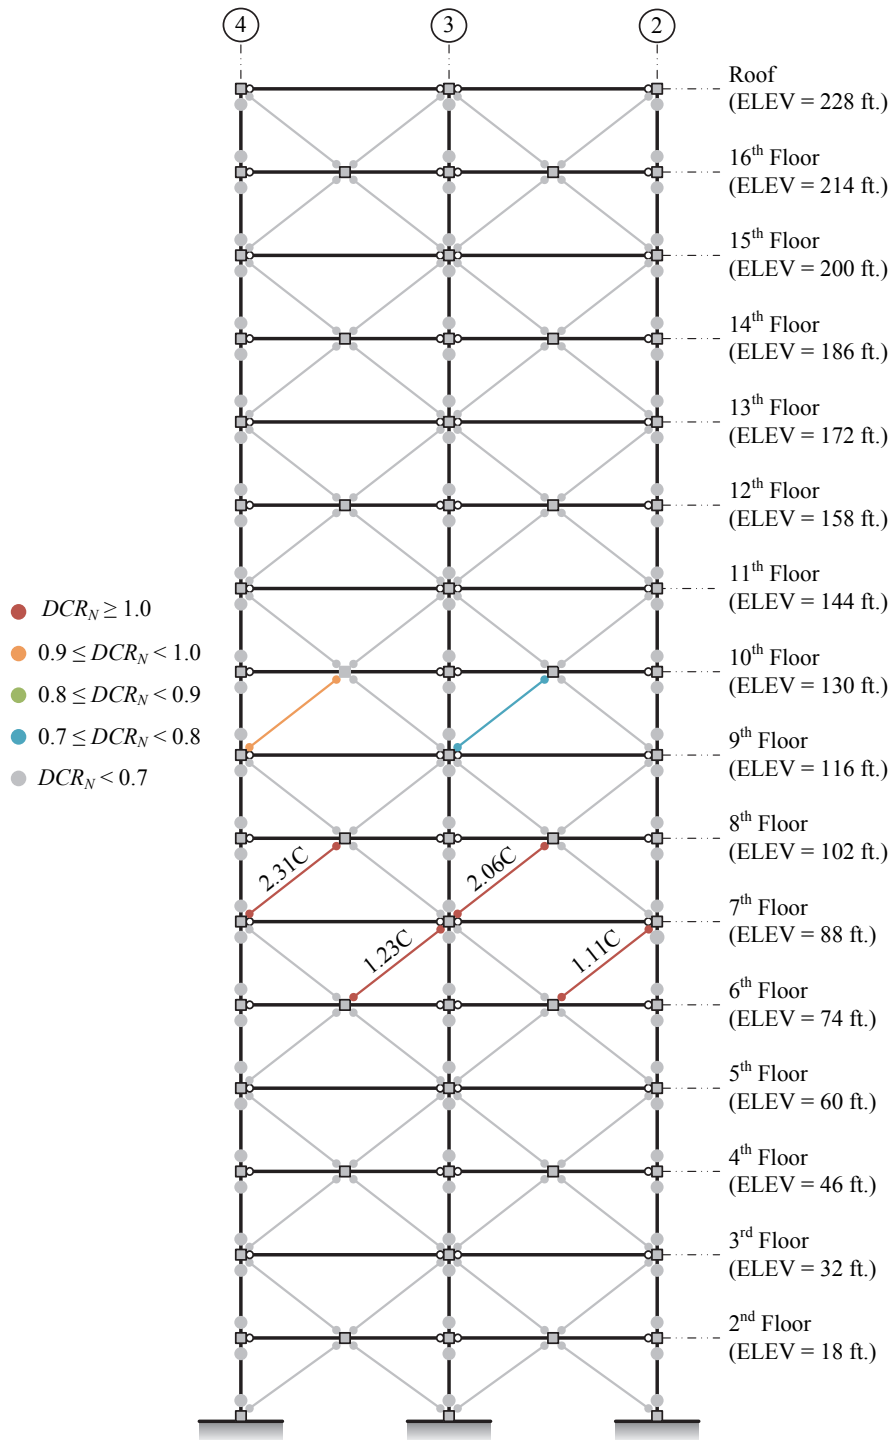 4
3
2
Roof
(ELEV = 228 ft.)
16th Floor
(ELEV = 214 ft.)
15th Floor
(ELEV = 200 ft.)
14th Floor
(ELEV = 186 ft.)
13th Floor
(ELEV = 172 ft.)
12th Floor
(ELEV = 158 ft.)
11th Floor
(ELEV = 144 ft.)
DCR_N ≥ 1.0
0.9 ≤ DCR_N < 1.0
0.8 ≤ DCR_N < 0.9
0.7 ≤ DCR_N < 0.8
DCR_N < 0.7
10th Floor
(ELEV = 130 ft.)
9th Floor
(ELEV = 116 ft.)
8th Floor
(ELEV = 102 ft.)
2.31C
2.06C
7th Floor
(ELEV = 88 ft.)
1.23C
1.11C
6th Floor
(ELEV = 74 ft.)
5th Floor
(ELEV = 60 ft.)
4th Floor
(ELEV = 46 ft.)
3rd Floor
(ELEV = 32 ft.)
2nd Floor
(ELEV = 18 ft.)